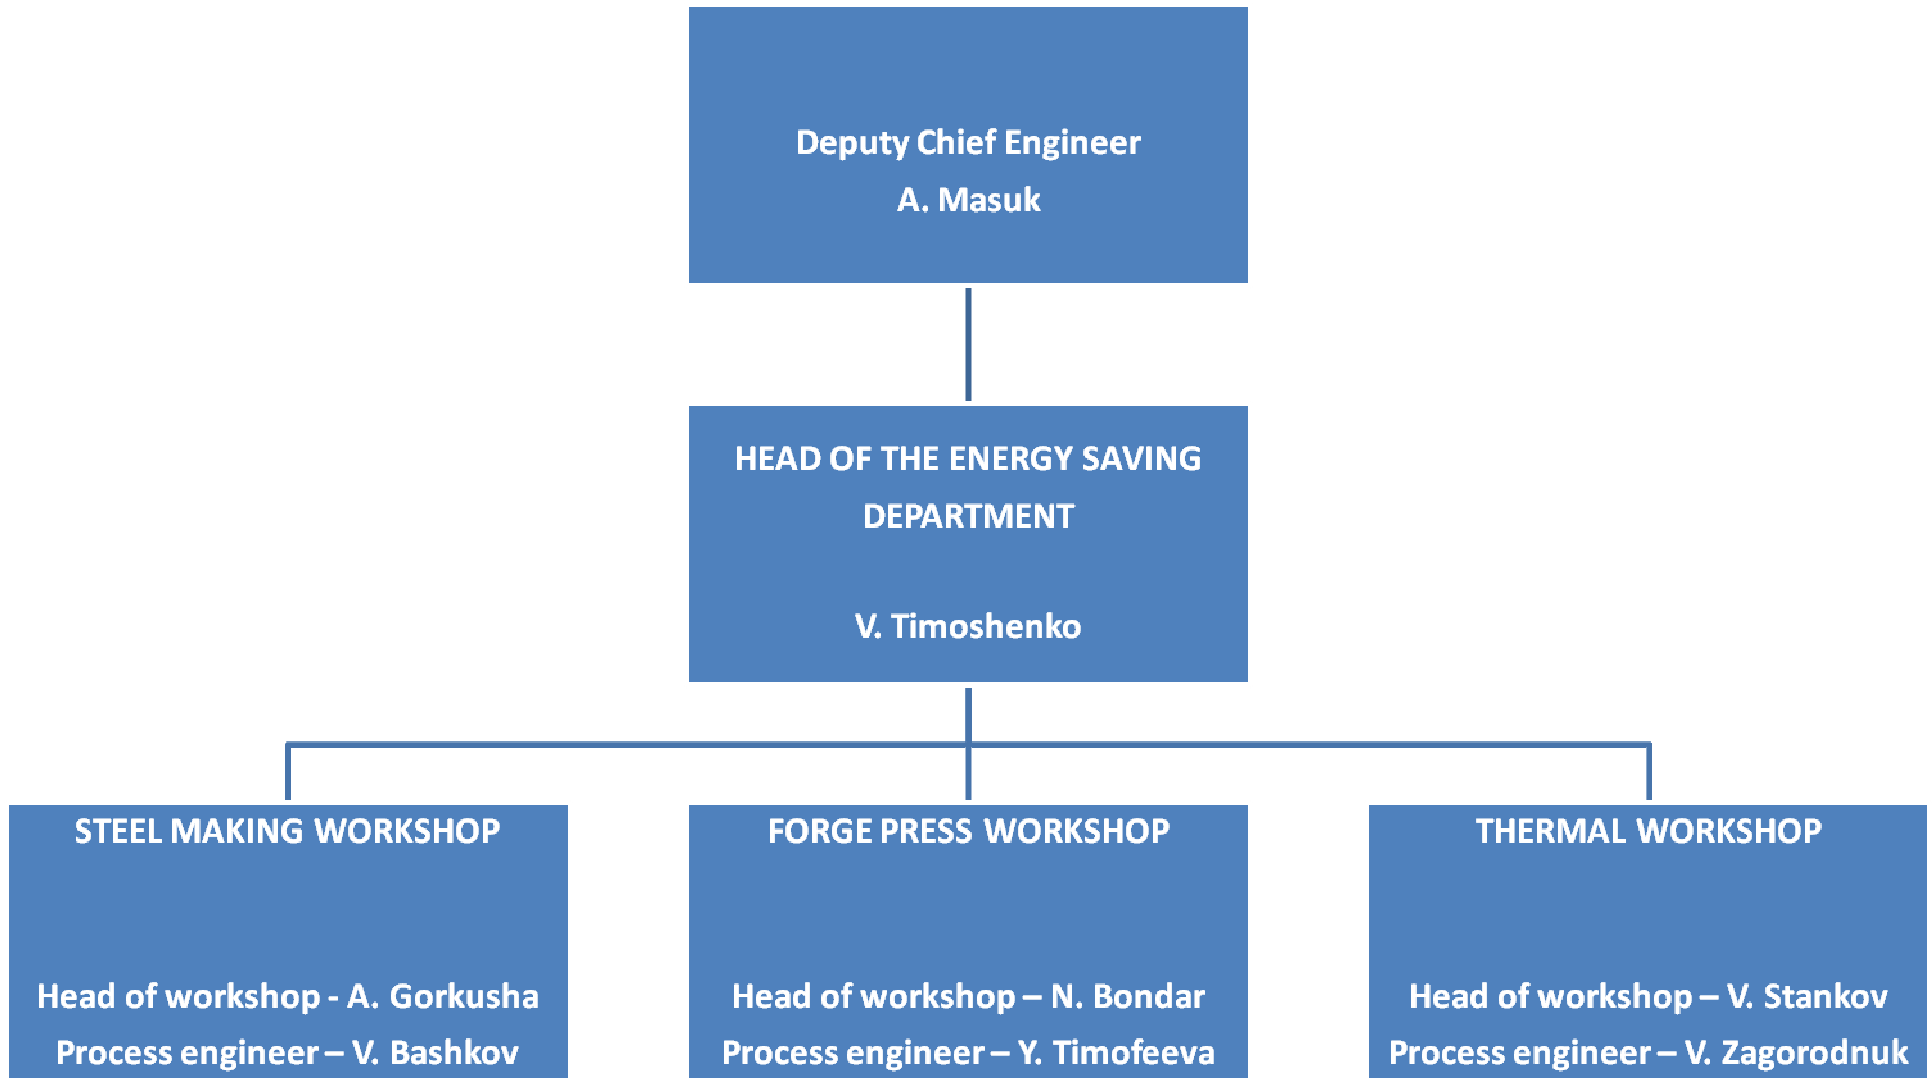 Deputy Chief Engineer
A. Masuk
HEAD OF THE ENERGY SAVING
DEPARTMENT
V. Timoshenko
STEEL MAKING WORKSHOP
Head of workshop - A. Gorkusha
Process engineer – V. Bashkov
FORGE PRESS WORKSHOP
Head of workshop – N. Bondar
Process engineer – Y. Timofeeva
THERMAL WORKSHOP
Head of workshop – V. Stankov
Process engineer – V. Zagorodnuk